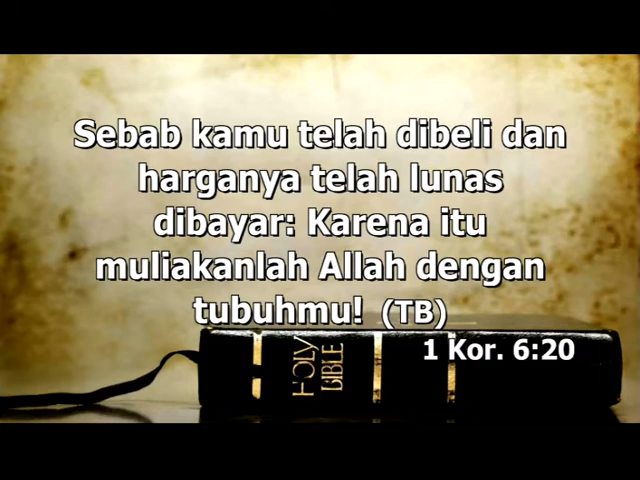 Sebab kamu telah dibeli dan
harganya telah lunas
dibayar: Karena itu
muliakanlah Allah dengan
tubuhmu! (TB)
1 Kor. 6:20
HOLY
BIBLE